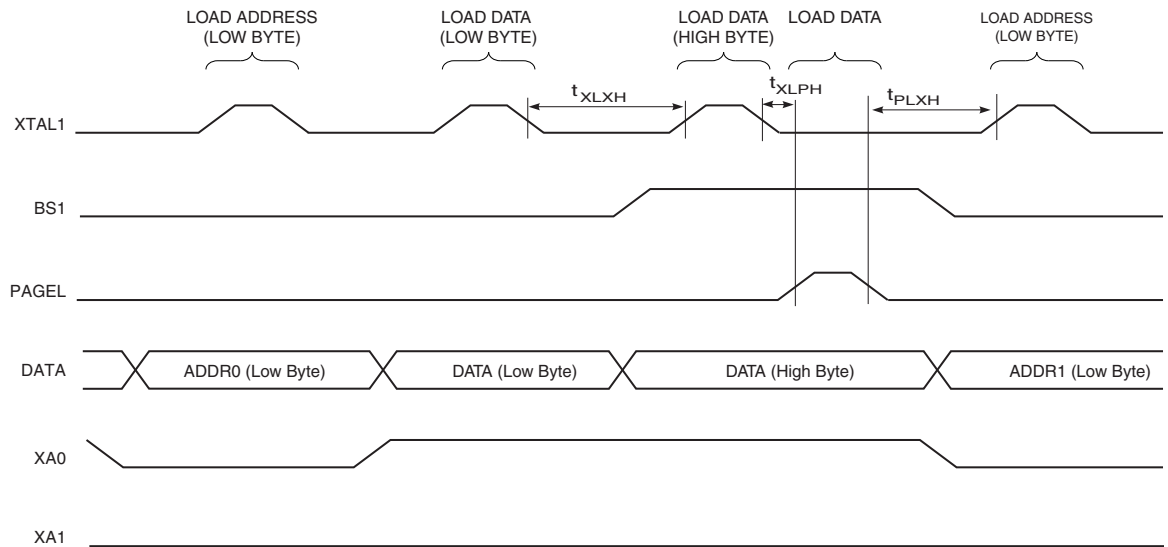 LOAD ADDRESS
(LOW BYTE)
LOAD DATA
(LOW BYTE)
LOAD DATA
(HIGH BYTE)
LOAD DATA
LOAD ADDRESS
(LOW BYTE)
tXLXH
tXLPH
tPLXH
XTAL1
BS1
PAGEL
DATA
ADDR0 (Low Byte)
DATA (Low Byte)
DATA (High Byte)
ADDR1 (Low Byte)
XA0
XA1